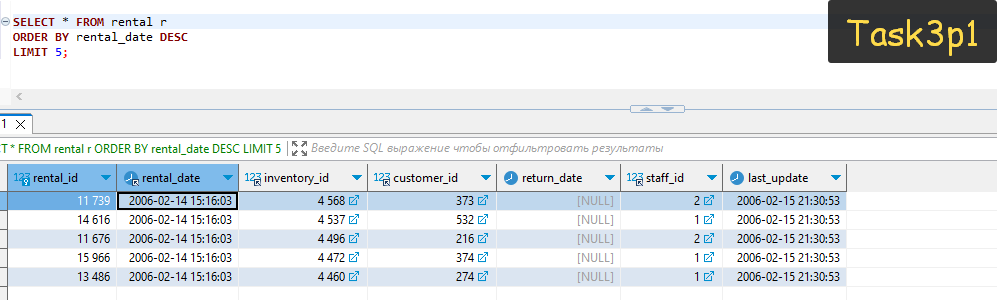 SELECT * FROM rental r
ORDER BY rental_date DESC
LIMIT 5;
Task3p1
1
CT * FROM rental r ORDER BY rental_date DESC LIMIT 5 Введите SQL выражение чтобы отфильтровать результаты
123 rental_id rental_date 123 inventory_id 123 customer_id return_date 123 staff_id last_update
11 739 2006-02-14 15:16:03 4 568 373 [NULL] 2 2006-02-15 21:30:53
14 616 2006-02-14 15:16:03 4 537 532 [NULL] 1 2006-02-15 21:30:53
11 676 2006-02-14 15:16:03 4 496 216 [NULL] 2 2006-02-15 21:30:53
15 966 2006-02-14 15:16:03 4 472 374 [NULL] 1 2006-02-15 21:30:53
13 486 2006-02-14 15:16:03 4 460 274 [NULL] 1 2006-02-15 21:30:53